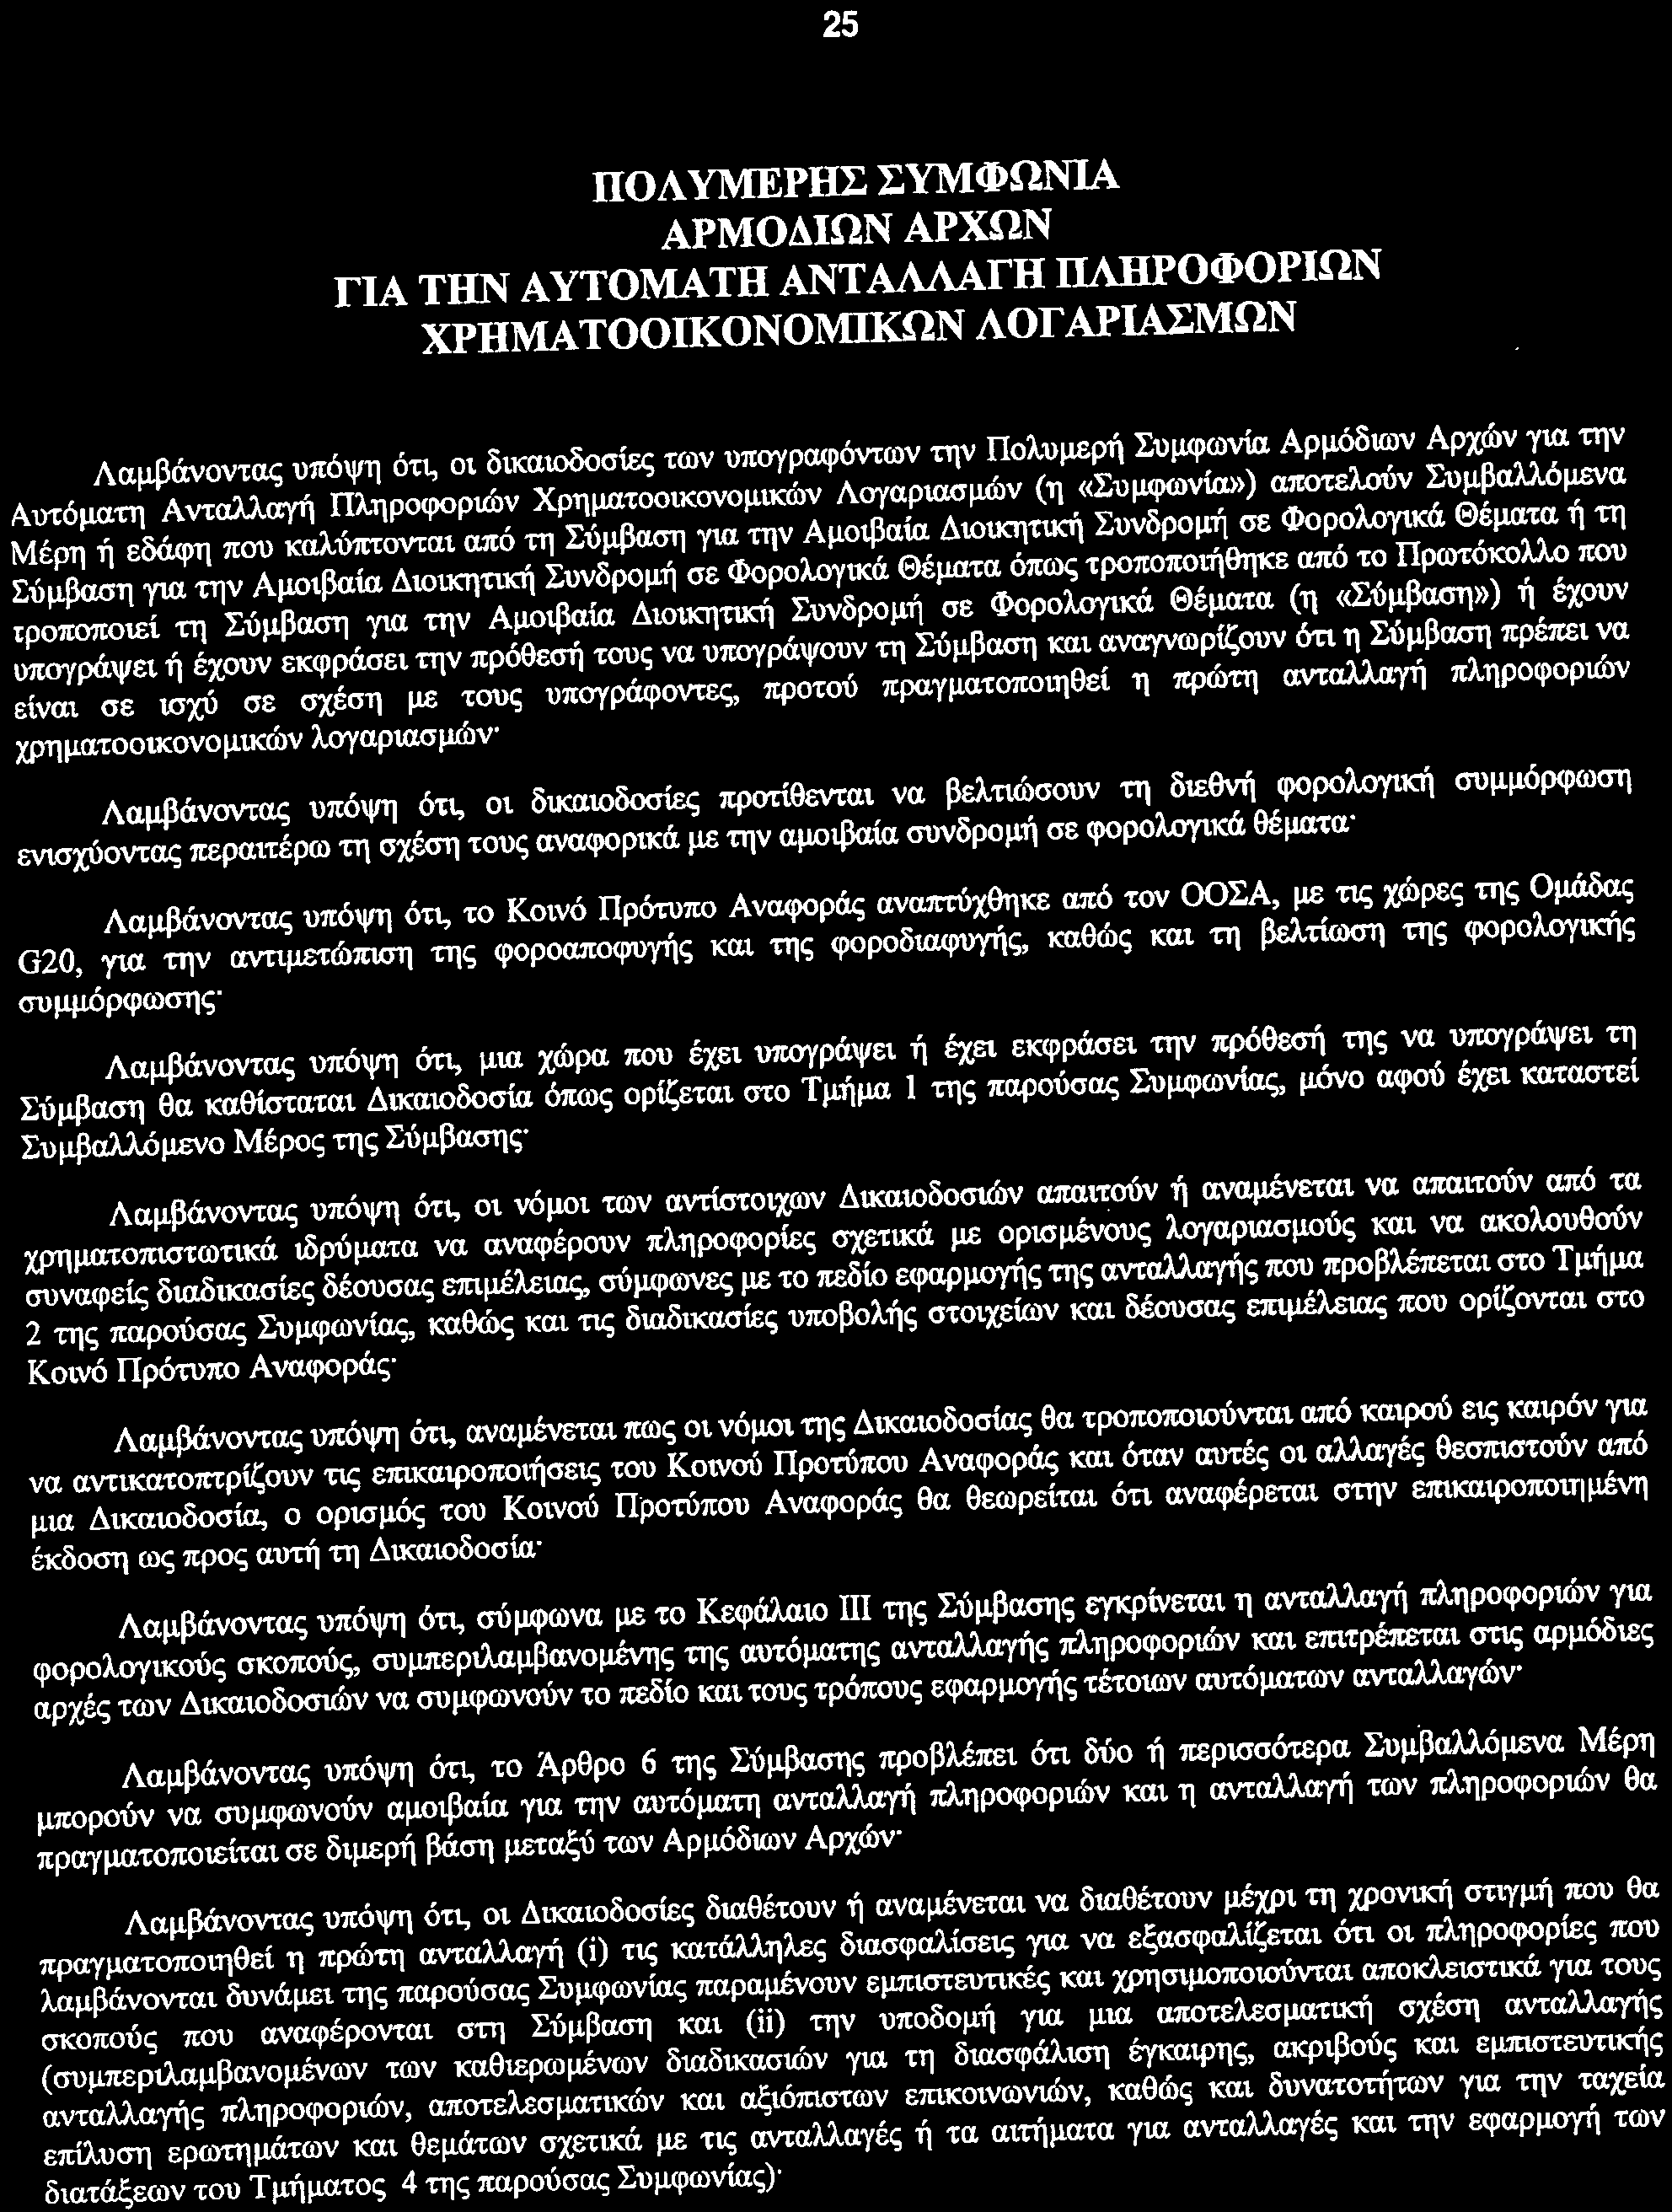 25
ΠΟΛΥΜΕΡΗΣ ΣΥΜΦΩΝΙΑ
ΑΡΜΟΔΙΩΝ ΑΡΧΩΝ
ΓΙΑ ΤΗΝ ΑΥΤΟΜΑΤΗ ΑΝΤΑΛΛΑΓΗ ΠΛΗΡΟΦΟΡΙΩΝ
ΧΡΗΜΑΤΟΟΙΚΟΝΟΜΙΚΩΝ ΛΟΓΑΡΙΑΣΜΩΝ
Λαμβάνοντας υπόψη ότι, οι δικαιοδοσίες των υπογραφόντων την Πολυμερή Συμφωνία Αρμόδιων Αρχών για την
Αυτόματη Ανταλλαγή Πληροφοριών Χρηματοοικονομικών Λογαριασμών (η «Συμφωνία») αποτελούν Συμβαλλόμενα
Μέρη ή εδάφη που καλύπτονται από τη Σύμβαση για την Αμοιβαία Διοικητική Συνδρομή σε Φορολογικά Θέματα ή τη
Σύμβαση για την Αμοιβαία Διοικητική Συνδρομή σε Φορολογικά Θέματα όπως τροποποιήθηκε από το Πρωτόκολλο που
τροποποιεί τη Σύμβαση για την Αμοιβαία Διοικητική Συνδρομή σε Φορολογικά Θέματα (η «Σύμβαση») ή έχουν
υπογράψει ή έχουν εκφράσει την πρόθεσή τους να υπογράψουν τη Σύμβαση και αναγνωρίζουν ότι η Σύμβαση πρέπει να
είναι σε ισχύ σε σχέση με τους υπογράφοντες, προτού πραγματοποιηθεί η πρώτη ανταλλαγή πληροφοριών
χρηματοοικονομικών λογαριασμών·
Λαμβάνοντας υπόψη ότι, οι δικαιοδοσίες προτίθενται να βελτιώσουν τη διεθνή φορολογική συμμόρφωση
ενισχύοντας περαιτέρω τη σχέση τους αναφορικά με την αμοιβαία συνδρομή σε φορολογικά θέματα·
Λαμβάνοντας υπόψη ότι, το Κοινό Πρότυπο Αναφοράς αναπτύχθηκε από τον ΟΟΣΑ, με τις χώρες της Ομάδας
G20, για την αντιμετώπιση της φοροαποφυγής και της φοροδιαφυγής, καθώς και τη βελτίωση της φορολογικής
συμμόρφωσης·
Λαμβάνοντας υπόψη ότι, μια χώρα που έχει υπογράψει ή έχει εκφράσει την πρόθεσή της να υπογράψει τη
Σύμβαση θα καθίσταται Δικαιοδοσία όπως ορίζεται στο Τμήμα 1 της παρούσας Συμφωνίας, μόνο αφού έχει καταστεί
Συμβαλλόμενο Μέρος της Σύμβασης·
Λαμβάνοντας υπόψη ότι, οι νόμοι των αντίστοιχων Δικαιοδοσιών απαιτούν ή αναμένεται να απαιτούν από τα
χρηματοπιστωτικά ιδρύματα να αναφέρουν πληροφορίες σχετικά με ορισμένους λογαριασμούς και να ακολουθούν
συναφείς διαδικασίες δέουσας επιμέλειας, σύμφωνες με το πεδίο εφαρμογής της ανταλλαγής που προβλέπεται στο Τμήμα
2 της παρούσας Συμφωνίας, καθώς και τις διαδικασίες υποβολής στοιχείων και δέουσας επιμέλειας που ορίζονται στο
Κοινό Πρότυπο Αναφοράς·
Λαμβάνοντας υπόψη ότι, αναμένεται πως οι νόμοι της Δικαιοδοσίας θα τροποποιούνται από καιρού εις καιρόν για
να αντικατοπτρίζουν τις επικαιροποιήσεις του Κοινού Προτύπου Αναφοράς και όταν αυτές οι αλλαγές θεσπιστούν από
μια Δικαιοδοσία, ο ορισμός του Κοινού Προτύπου Αναφοράς θα θεωρείται ότι αναφέρεται στην επικαιροποιημένη
έκδοση ως προς αυτή τη Δικαιοδοσία·
Λαμβάνοντας υπόψη ότι, σύμφωνα με το Κεφάλαιο ΙΙΙ της Σύμβασης εγκρίνεται η ανταλλαγή πληροφοριών για
φορολογικούς σκοπούς, συμπεριλαμβανομένης της αυτόματης ανταλλαγής πληροφοριών και επιτρέπεται στις αρμόδιες
αρχές των Δικαιοδοσιών να συμφωνούν το πεδίο και τους τρόπους εφαρμογής τέτοιων αυτόματων ανταλλαγών·
Λαμβάνοντας υπόψη ότι, το Άρθρο 6 της Σύμβασης προβλέπει ότι δύο ή περισσότερα Συμβαλλόμενα Μέρη
μπορούν να συμφωνούν αμοιβαία για την αυτόματη ανταλλαγή πληροφοριών και η ανταλλαγή των πληροφοριών θα
πραγματοποιείται σε διμερή βάση μεταξύ των Αρμόδιων Αρχών·
Λαμβάνοντας υπόψη ότι, οι Δικαιοδοσίες διαθέτουν ή αναμένεται να διαθέτουν μέχρι τη χρονική στιγμή που θα
πραγματοποιηθεί η πρώτη ανταλλαγή (i) τις κατάλληλες διασφαλίσεις για να εξασφαλίζεται ότι οι πληροφορίες που
λαμβάνονται δυνάμει της παρούσας Συμφωνίας παραμένουν εμπιστευτικές και χρησιμοποιούνται αποκλειστικά για τους
σκοπούς που αναφέρονται στη Σύμβαση και (ii) την υποδομή για μια αποτελεσματική σχέση ανταλλαγής
(συμπεριλαμβανομένων των καθιερωμένων διαδικασιών για τη διασφάλιση έγκαιρης, ακριβούς και εμπιστευτικής
ανταλλαγής πληροφοριών, αποτελεσματικών και αξιόπιστων επικοινωνιών, καθώς και δυνατοτήτων για την ταχεία
επίλυση ερωτημάτων και θεμάτων σχετικά με τις ανταλλαγές ή τα αιτήματα για ανταλλαγές και την εφαρμογή των
διατάξεων του Τμήματος 4 της παρούσας Συμφωνίας)·